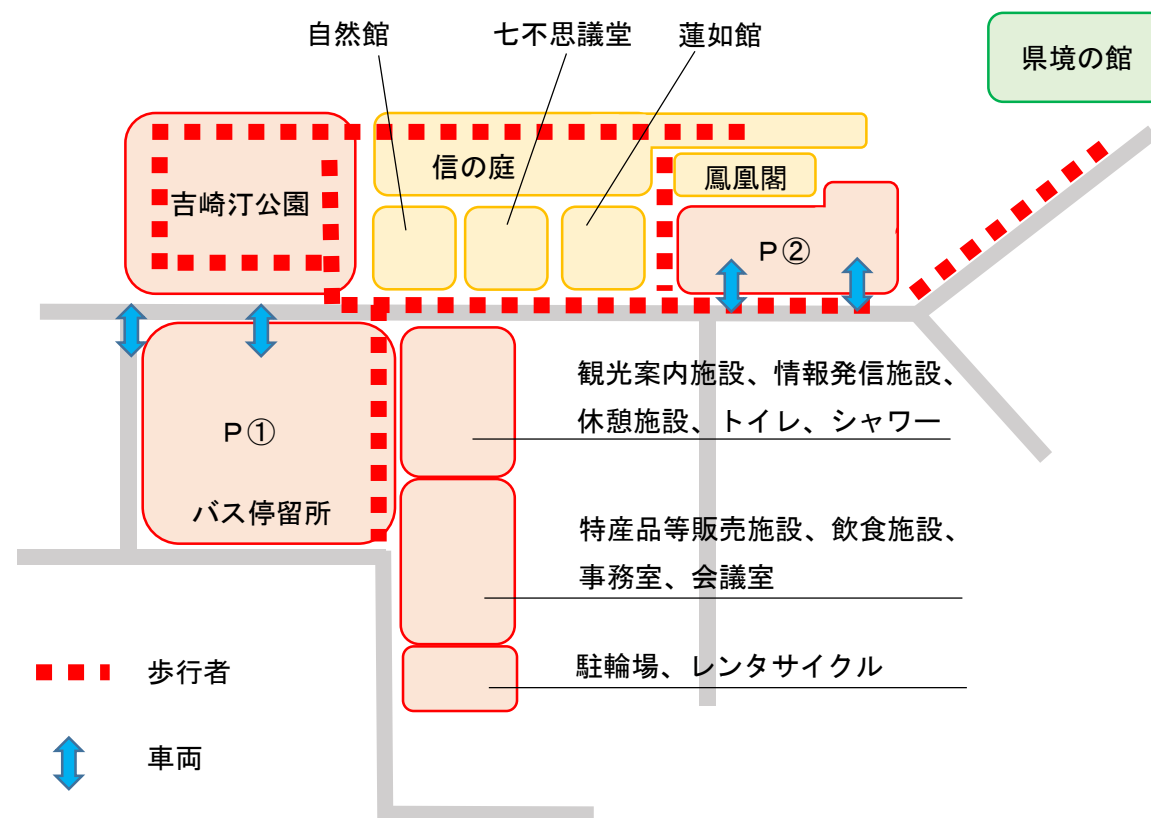 自然館
七不思議堂
蓮如館
県境の館
信の庭
鳳凰閣
吉崎汀公園
P②
観光案内施設、情報発信施設、
休憩施設、トイレ、シャワー
P①
バス停留所
特産品等販売施設、飲食施設、
事務室、会議室
駐輪場、レンタサイクル
歩行者
車両